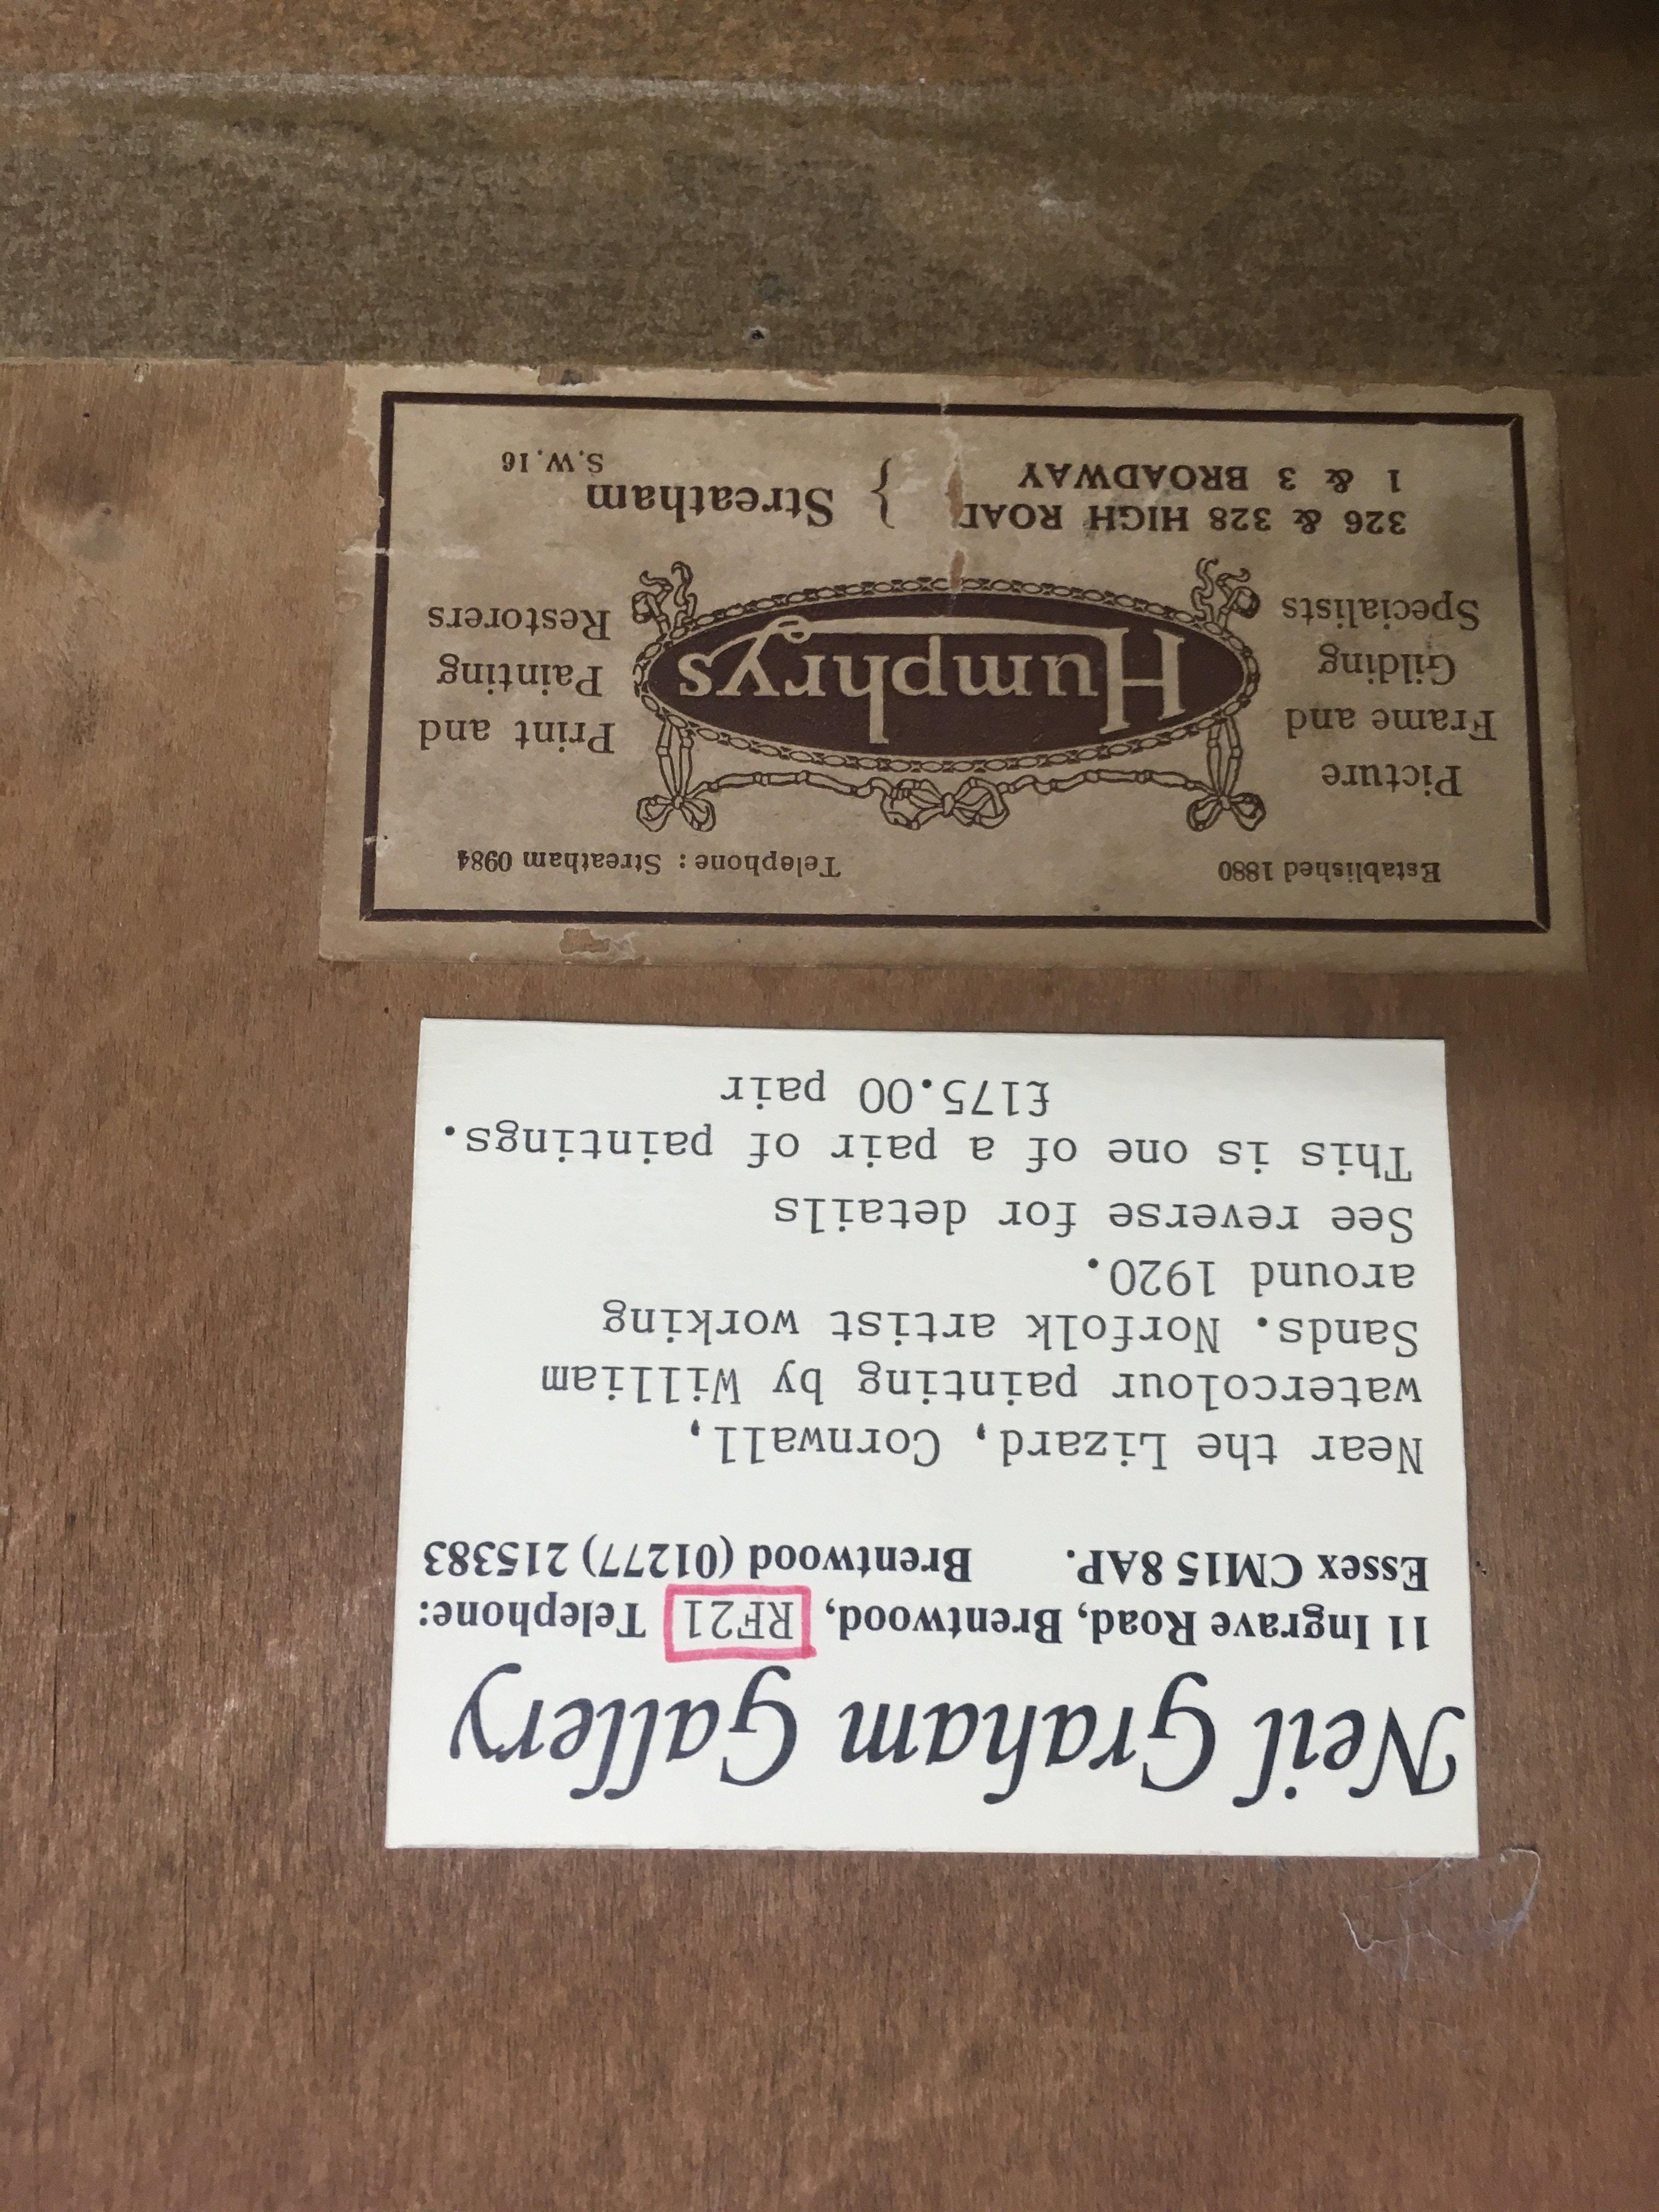 Neil Graham Gallery
11 Ingrave Road, Brentwood, RF21 Telephone:
Essex CM15 8AP. Brentwood (01277) 215383
Near the Lizard, Cornwall,
watercolour painting by William
Sands. Norfolk artist working
around 1920.
See reverse for details
This is one of a pair of paintings.
£175.00 pair
Established 1880 Telephone: Streatham 0984
Picture
Frame and
Gilding
Specialists
Humphrys
Print and
Painting
Restorers
326 & 328 HIGH ROAD
1 & 3 BROADWAY
} Streatham
S.W.16